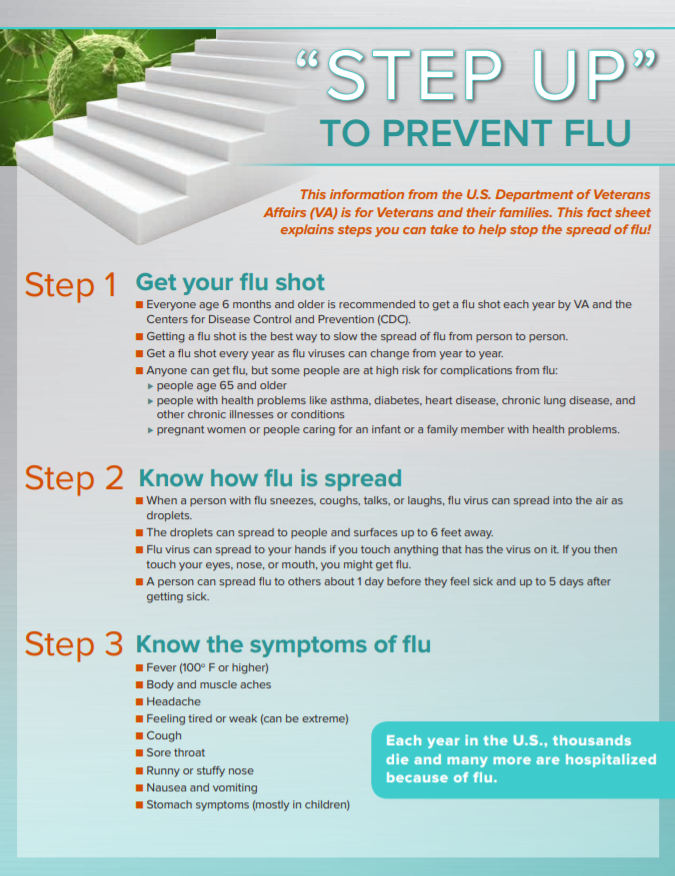 “STEP UP”
TO PREVENT FLU
This information from the U.S. Department of Veterans
Affairs (VA) is for Veterans and their families. This fact sheet
explains steps you can take to help stop the spread of flu!
Step 1 Get your flu shot
■ Everyone age 6 months and older is recommended to get a flu shot each year by VA and the
Centers for Disease Control and Prevention (CDC).
■ Getting a flu shot is the best way to slow the spread of flu from person to person.
■ Get a flu shot every year as flu viruses can change from year to year.
■ Anyone can get flu, but some people are at high risk for complications from flu:
▶ people age 65 and older
▶ people with health problems like asthma, diabetes, heart disease, chronic lung disease, and
other chronic illnesses or conditions
▶ pregnant women or people caring for an infant or a family member with health problems.
Step 2 Know how flu is spread
■ When a person with flu sneezes, coughs, talks, or laughs, flu virus can spread into the air as
droplets.
■ The droplets can spread to people and surfaces up to 6 feet away.
■ Flu virus can spread to your hands if you touch anything that has the virus on it. If you then
touch your eyes, nose, or mouth, you might get flu.
■ A person can spread flu to others about 1 day before they feel sick and up to 5 days after
getting sick.
Step 3 Know the symptoms of flu
■ Fever (100º F or higher)
■ Body and muscle aches
■ Headache
■ Feeling tired or weak (can be extreme)
■ Cough
■ Sore throat
■ Runny or stuffy nose
■ Nausea and vomiting
■ Stomach symptoms (mostly in children)
Each year in the U.S., thousands
die and many more are hospitalized
because of flu.